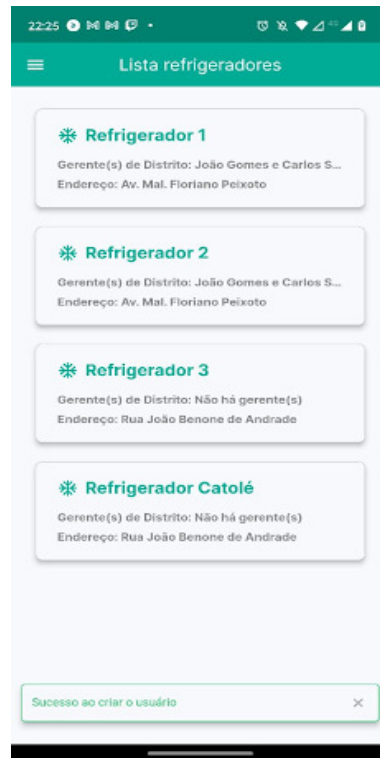 22:25
Lista refrigeradores
Refrigerador 1
Gerente(s) de Distrito: João Gomes e Carlos S...
Endereço: Av. Mal. Floriano Peixoto
Refrigerador 2
Gerente(s) de Distrito: João Gomes e Carlos S...
Endereço: Av. Mal. Floriano Peixoto
Refrigerador 3
Gerente(s) de Distrito: Não há gerente(s)
Endereço: Rua João Benone de Andrade
Refrigerador Catolé
Gerente(s) de Distrito: Não há gerente(s)
Endereço: Rua João Benone de Andrade
Sucesso ao criar o usuário